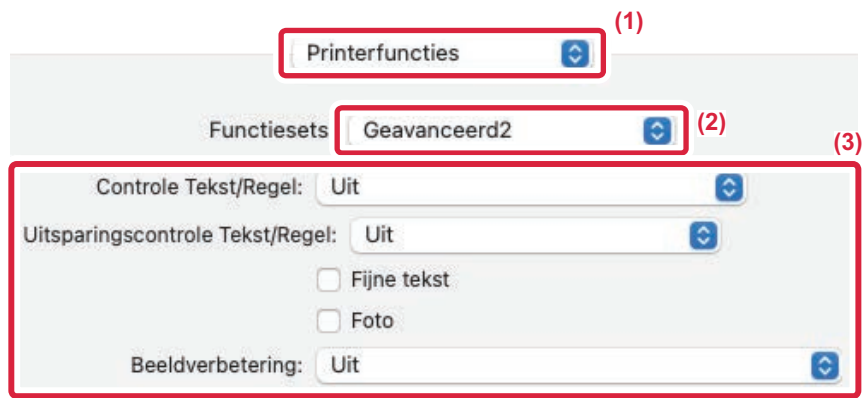 (1)
Printerfuncties
Functiesets Geavanceerd2 (2)
(3)
Controle Tekst/Regel: Uit
Uitsparingscontrole Tekst/Regel: Uit
Fijne tekst
Foto
Beeldverbetering: Uit